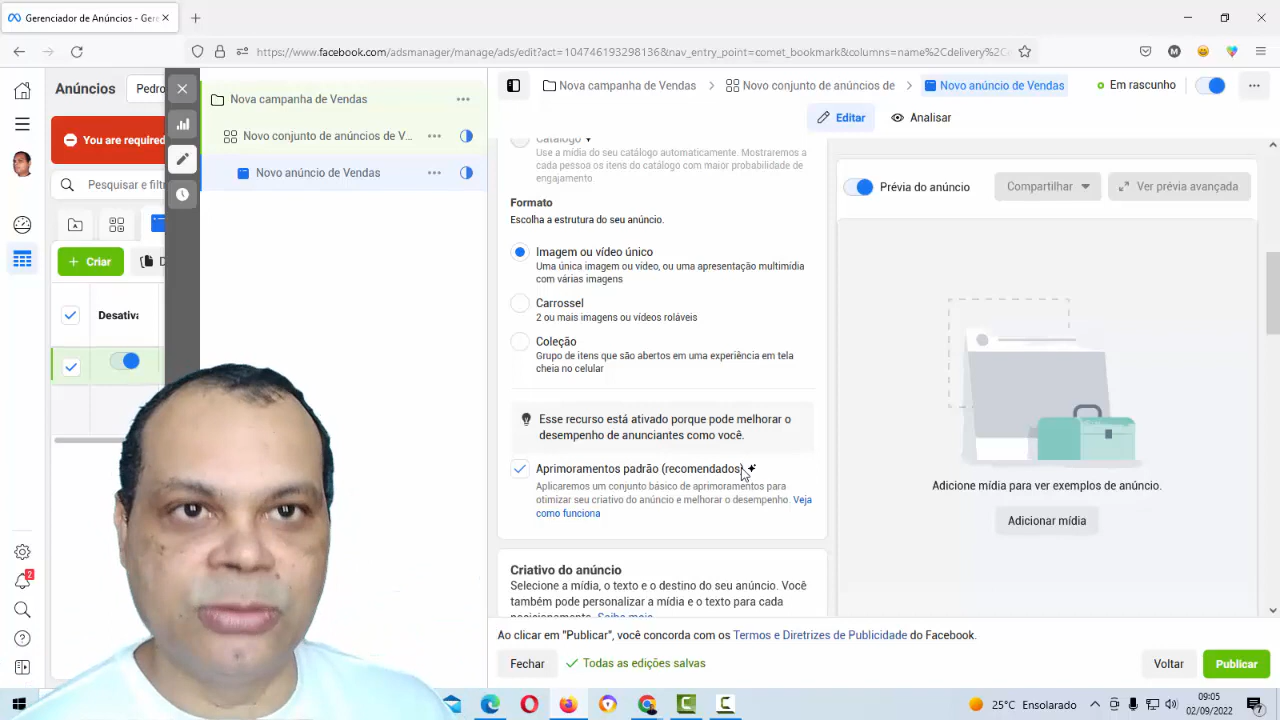 Gerenciador de Anúncios - Gere
https://www.facebook.com/adsmanager/manage/ads/edit?act=1047461932981368&nav_entry_point=comet_bookmark&columns=name%2Cdelivery%2C
Anúncios
Pedro
Nova campanha de Vendas
Novo conjunto de anúncios de V...
Novo anúncio de Vendas
You are required
Pesquise e filt
Criar
D
Desativa
2
Nova campanha de Vendas
Novo conjunto de anúncios de
Novo anúncio de Vendas
Em rascunho
Editar
Analisar
Catálogo
Use a mídia do seu catálogo automaticamente. Mostraremos a
cada pessoa os itens do catálogo com maior probabilidade de
engajamento
Formato
Escolha a estrutura do seu anúncio.
Imagem ou vídeo único
Uma única imagem ou vídeo, ou uma apresentação multimídia
com várias imagens
Carrossel
2 ou mais imagens ou vídeos roláveis
Coleção
Grupo de itens que são abertos em uma experiência em tela
cheia no celular
Esse recurso está ativado porque pode melhorar o
desempenho de anunciantes como você.
Aprimoramentos padrão (recomendados)
Aplicaremos um conjunto básico de aprimoramentos para
otimizar seu criativo do anúncio e melhorar o desempenho. Veja
como funciona
Criativo do anúncio
Selecione a mídia, o texto e o destino do seu anúncio. Você
também pode personalizar a mídia e o texto para cada
posicionamento. Saiba mais
Prévia do anúncio
Compartilhar
Ver prévia avançada
Adicione mídia para ver exemplos de anúncio.
Adicionar mídia
Ao clicar em "Publicar", você concorda com os Termos e Diretrizes de Publicidade do Facebook.
Fechar
Todas as edições salvas
Voltar
Publicar
25°C Ensolarado
09:05
02/09/2022
7